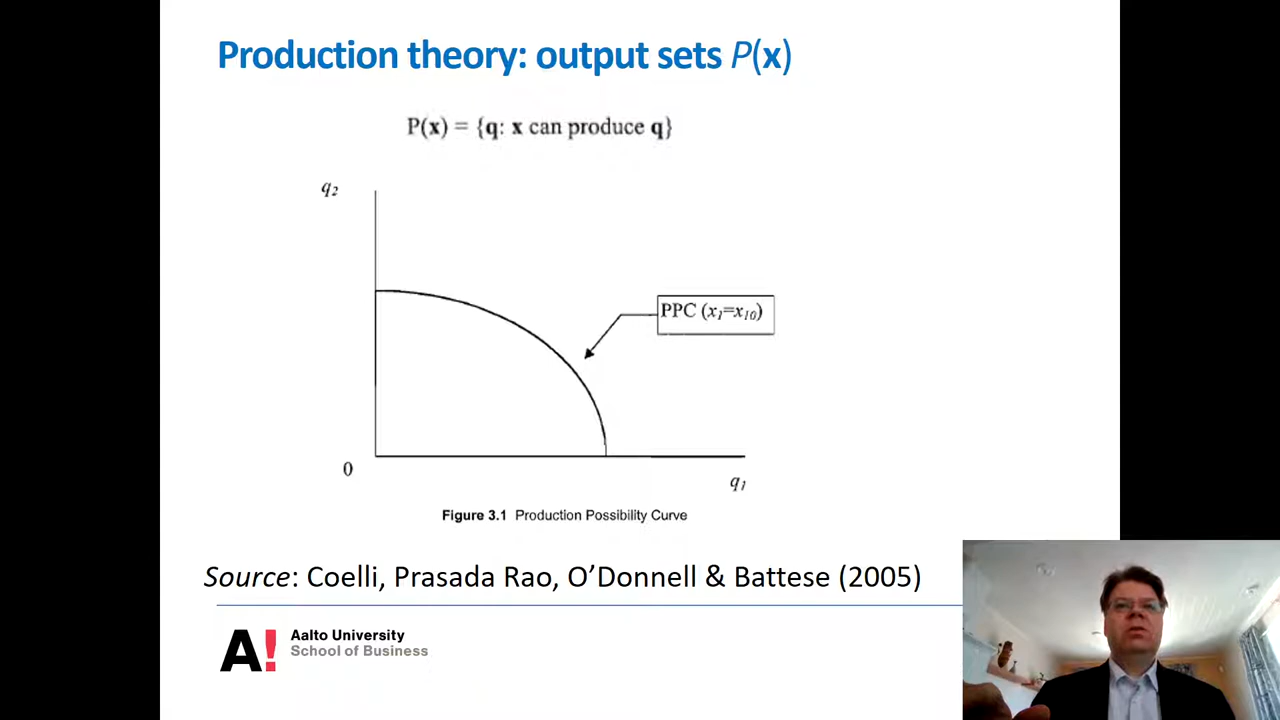 Production theory: output sets P(x)
P(x) = {q: x can produce q}
q2
PPC (x1=x10)
0
q1
Figure 3.1 Production Possibility Curve
Source: Coelli, Prasada Rao, O’Donnell & Battese (2005)
A!
Aalto University
School of Business